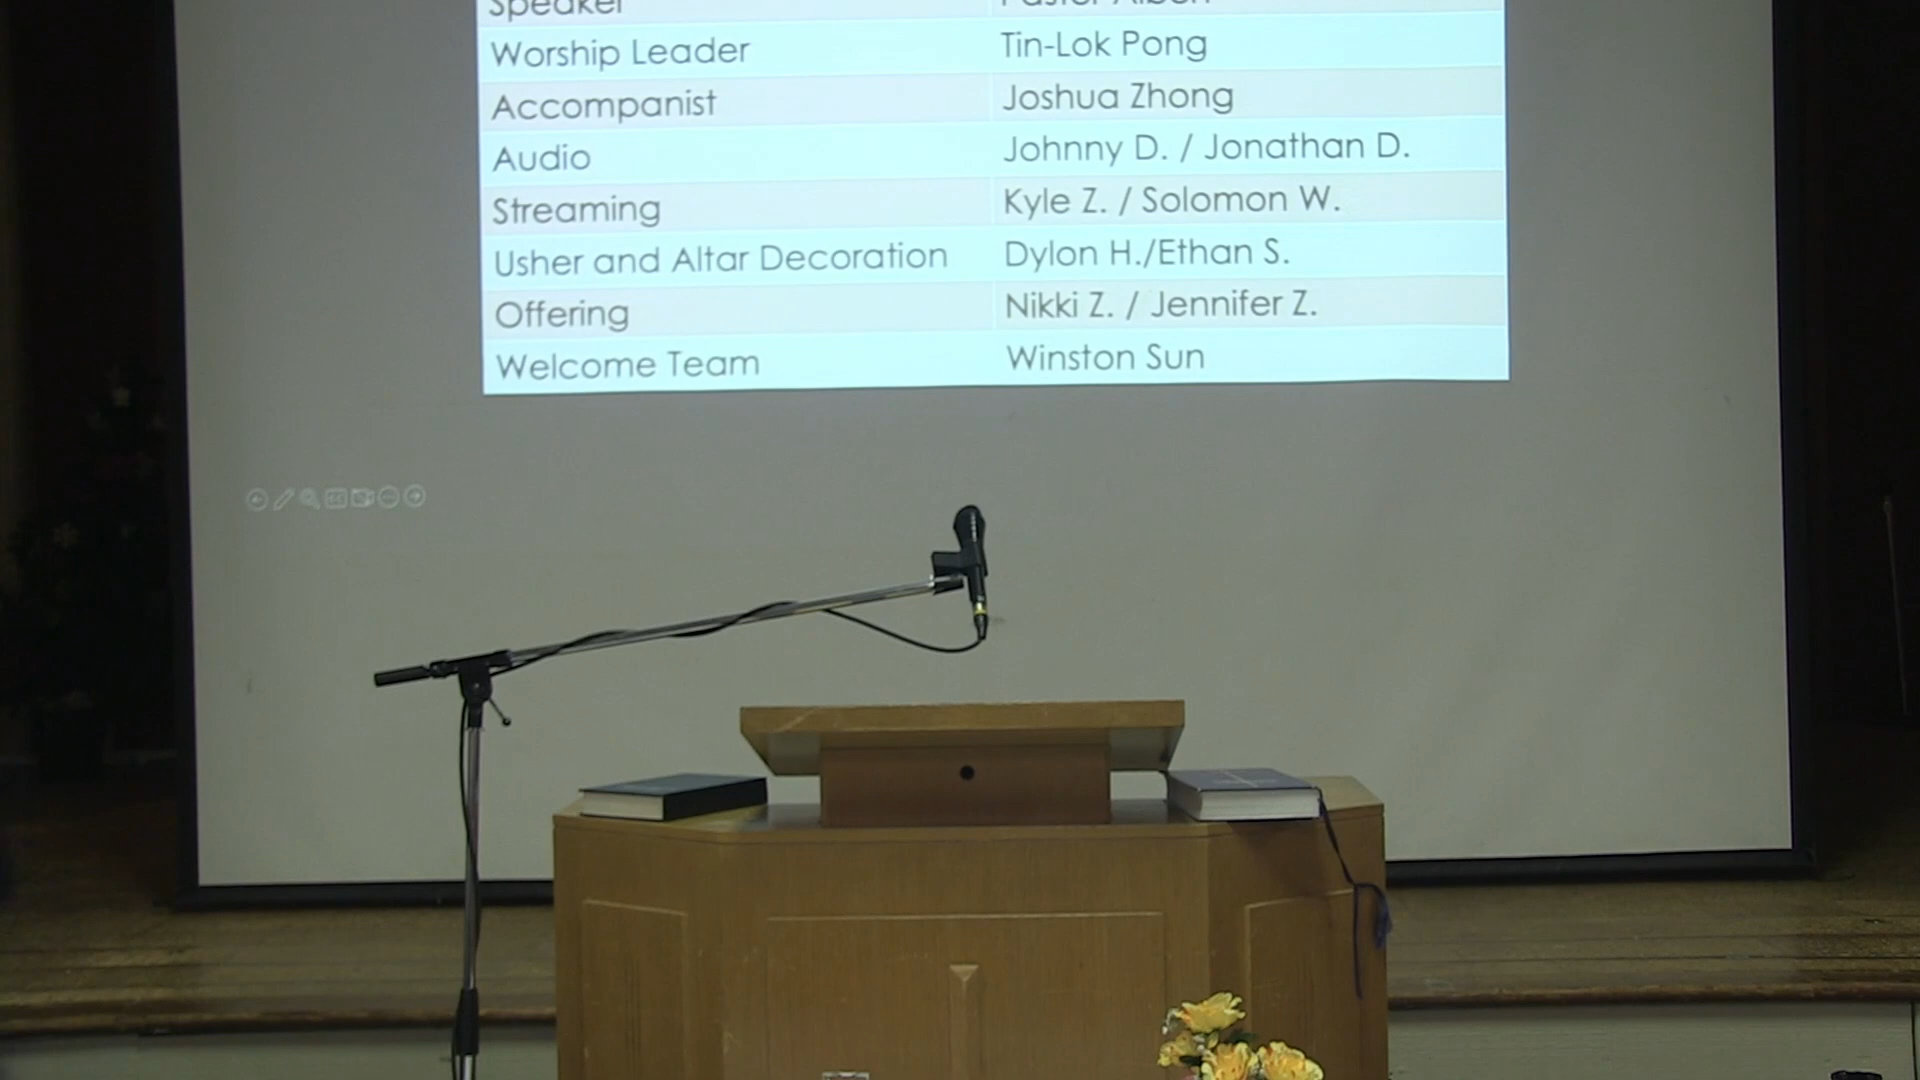 Speaker
Worship Leader Tin-Lok Pong
Accompanist Joshua Zhong
Audio Johnny D. / Jonathan D.
Streaming Kyle Z. / Solomon W.
Usher and Altar Decoration Dylon H./Ethan S.
Offering Nikki Z. / Jennifer Z.
Welcome Team Winston Sun